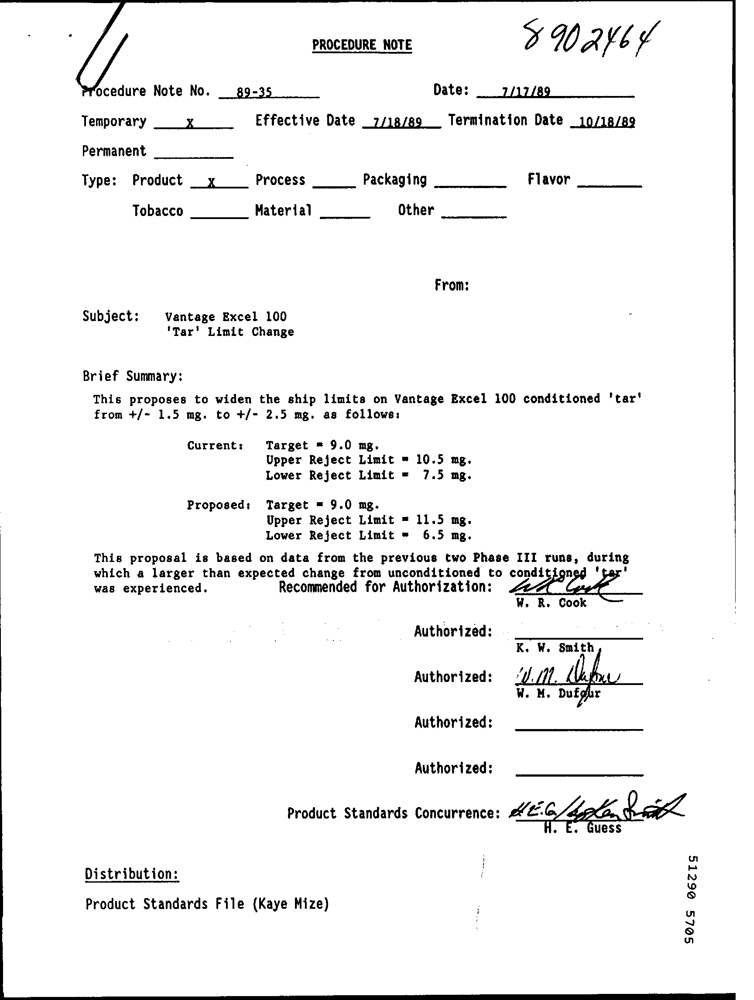 8902464
PROCEDURE NOTE
Procedure Note No. 89-35 Date: 7/17/89
Temporary X Effective Date 7/18/89 Termination Date 10/18/89
Permanent
Type: Product X Process Packaging Flavor
Tobacco Material Other
From:
Subject: Vantage Excel 100
'Tar' Limit Change
Brief Summary:
This proposes to widen the ship limits on Vantage Excel 100 conditioned 'tar'
from +/- 1.5 mg. to +/- 2.5 mg. as follows:
Current: Target = 9.0 mg.
Upper Reject Limit = 10.5 mg.
Lower Reject Limit = 7.5 mg.
Proposed: Target = 9.0 mg.
Upper Reject Limit = 11.5 mg.
Lower Reject Limit = 6.5 mg.
This proposal is based on data from the previous two Phase III runs, during
which a larger than expected change from unconditioned to conditioned 'tar'
was experienced. Recommended for Authorization: WR Cook
W. R. Cook
Authorized:
K. W. Smith
Authorized: W. M. Dufour
W. M. Dufour
Authorized:
Authorized:
Product Standards Concurrence: H.E.G/by Ken Smith
H. E. Guess
Distribution:
Product Standards File (Kaye Mize)
51290 5705